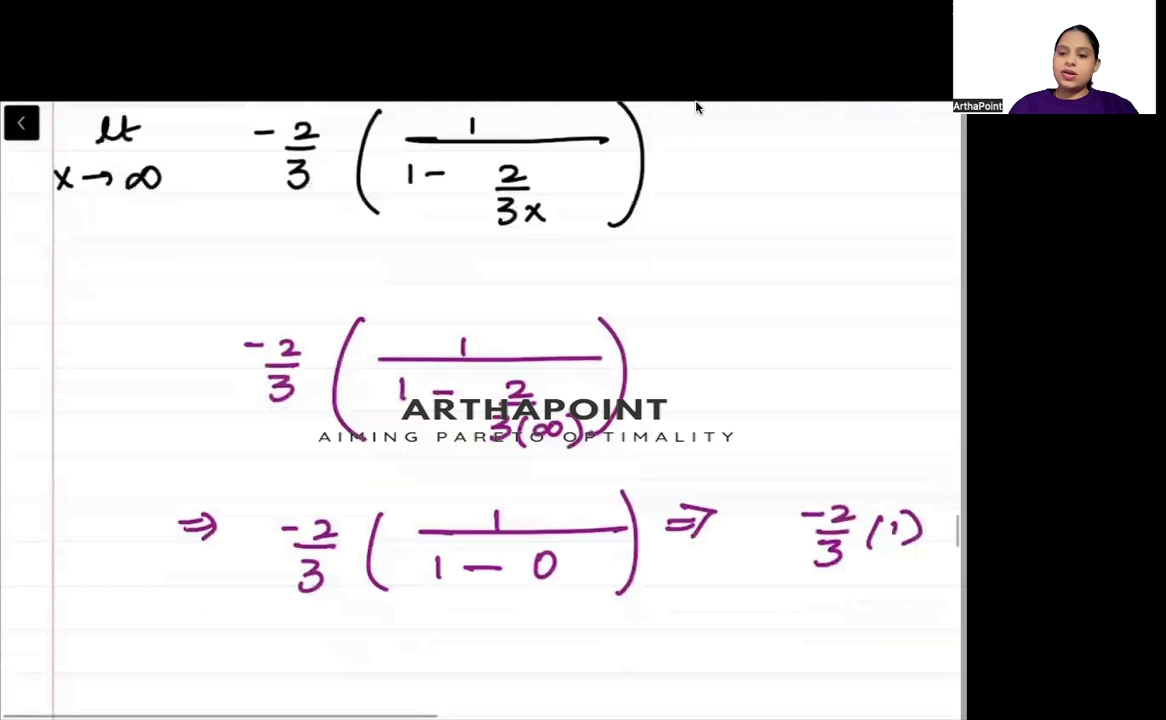 ArthaPoint
lt x→∞ -2/3 ( 1 / (1 - 2/3x) )
-2/3 ( 1 / (1 - 2/3(∞)) )
ARTHAPOINT
AIMING PARETO OPTIMALITY
⇒ -2/3 ( 1 / (1 - 0) ) ⇒ -2/3 (1)